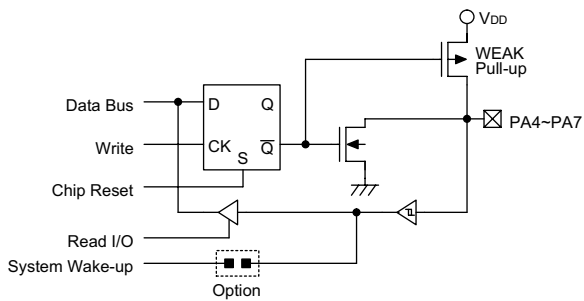 VDD
WEAK
Pull-up
Data Bus
D
Q
PA4~PA7
Write
CK
Q̅
S
Chip Reset
Read I/O
System Wake-up
Option